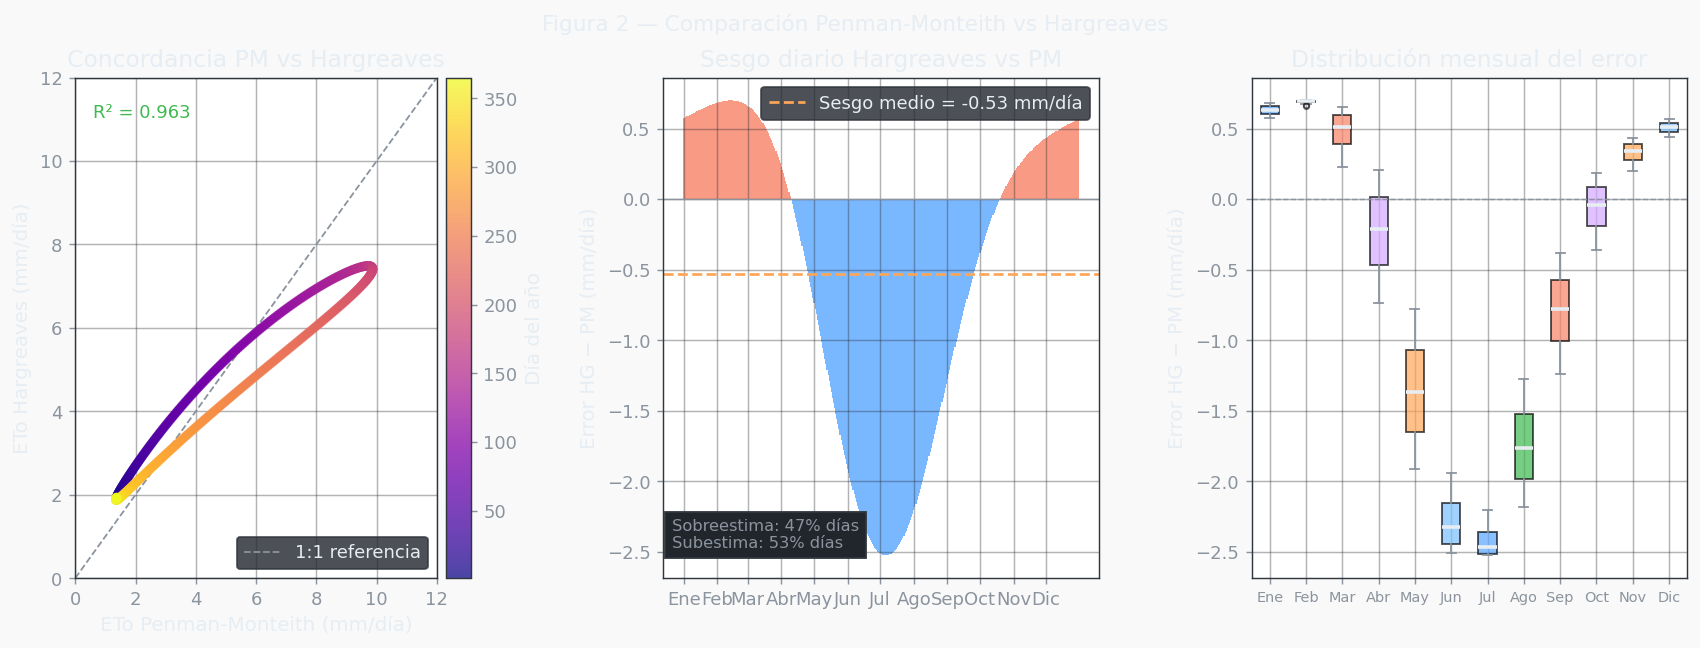 Figura 2 — Comparación Penman-Monteith vs Hargreaves
Concordancia PM vs Hargreaves
R² = 0.963
1:1 referencia
ETo Hargreaves (mm/día)
12
10
8
6
4
2
0
0 2 4 6 8 10 12
ETo Penman-Monteith (mm/día)
350
300
250
200
150
100
50
Día del año
Sesgo diario Hargreaves vs PM
Sesgo medio = -0.53 mm/día
Error HG − PM (mm/día)
0.5
0.0
−0.5
−1.0
−1.5
−2.0
−2.5
Sobreestima: 47% días
Subestima: 53% días
Ene Feb Mar Abr May Jun Jul Ago Sep Oct Nov Dic
Distribución mensual del error
Error HG − PM (mm/día)
0.5
0.0
−0.5
−1.0
−1.5
−2.0
−2.5
Ene Feb Mar Abr May Jun Jul Ago Sep Oct Nov Dic